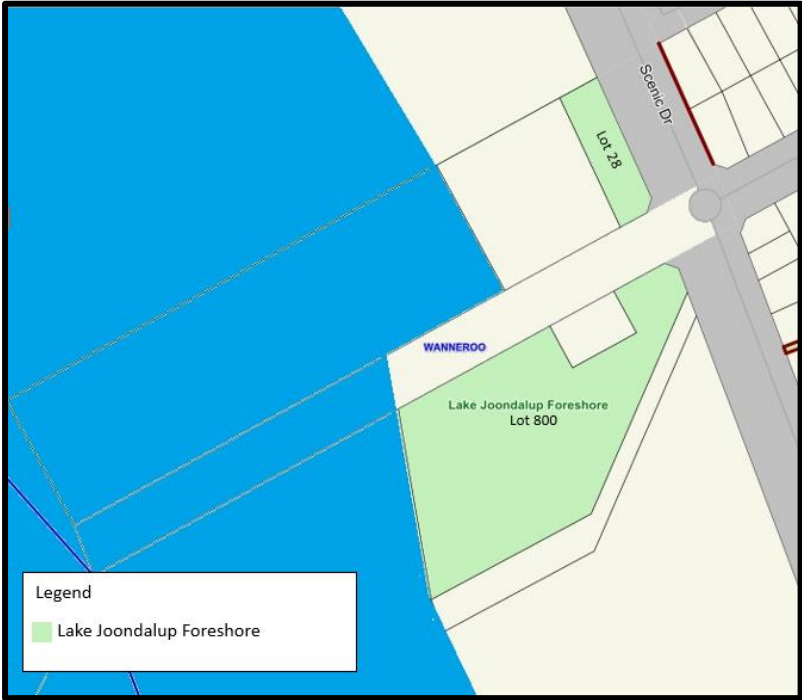 Scenic Dr
Lot 28
WANNEROO
Lake Joondalup Foreshore
Lot 800
Legend
Lake Joondalup Foreshore